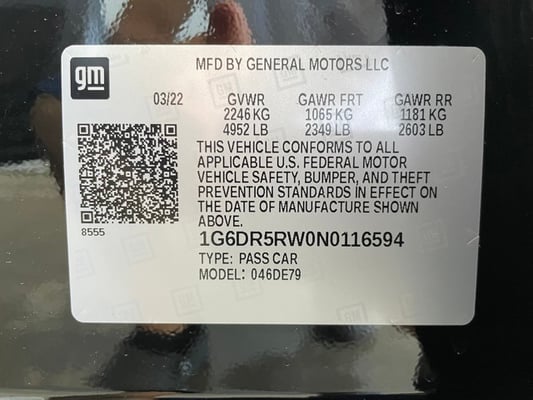 gm
MFD BY GENERAL MOTORS LLC
03/22 GVWR GAWR FRT GAWR RR
2246 KG 1065 KG 1181 KG
4952 LB 2349 LB 2603 LB
THIS VEHICLE CONFORMS TO ALL
APPLICABLE U.S. FEDERAL MOTOR
VEHICLE SAFETY, BUMPER, AND THEFT
PREVENTION STANDARDS IN EFFECT ON
THE DATE OF MANUFACTURE SHOWN
ABOVE.
8555
1G6DR5RW0N0116594
TYPE: PASS CAR
MODEL: 046DE79